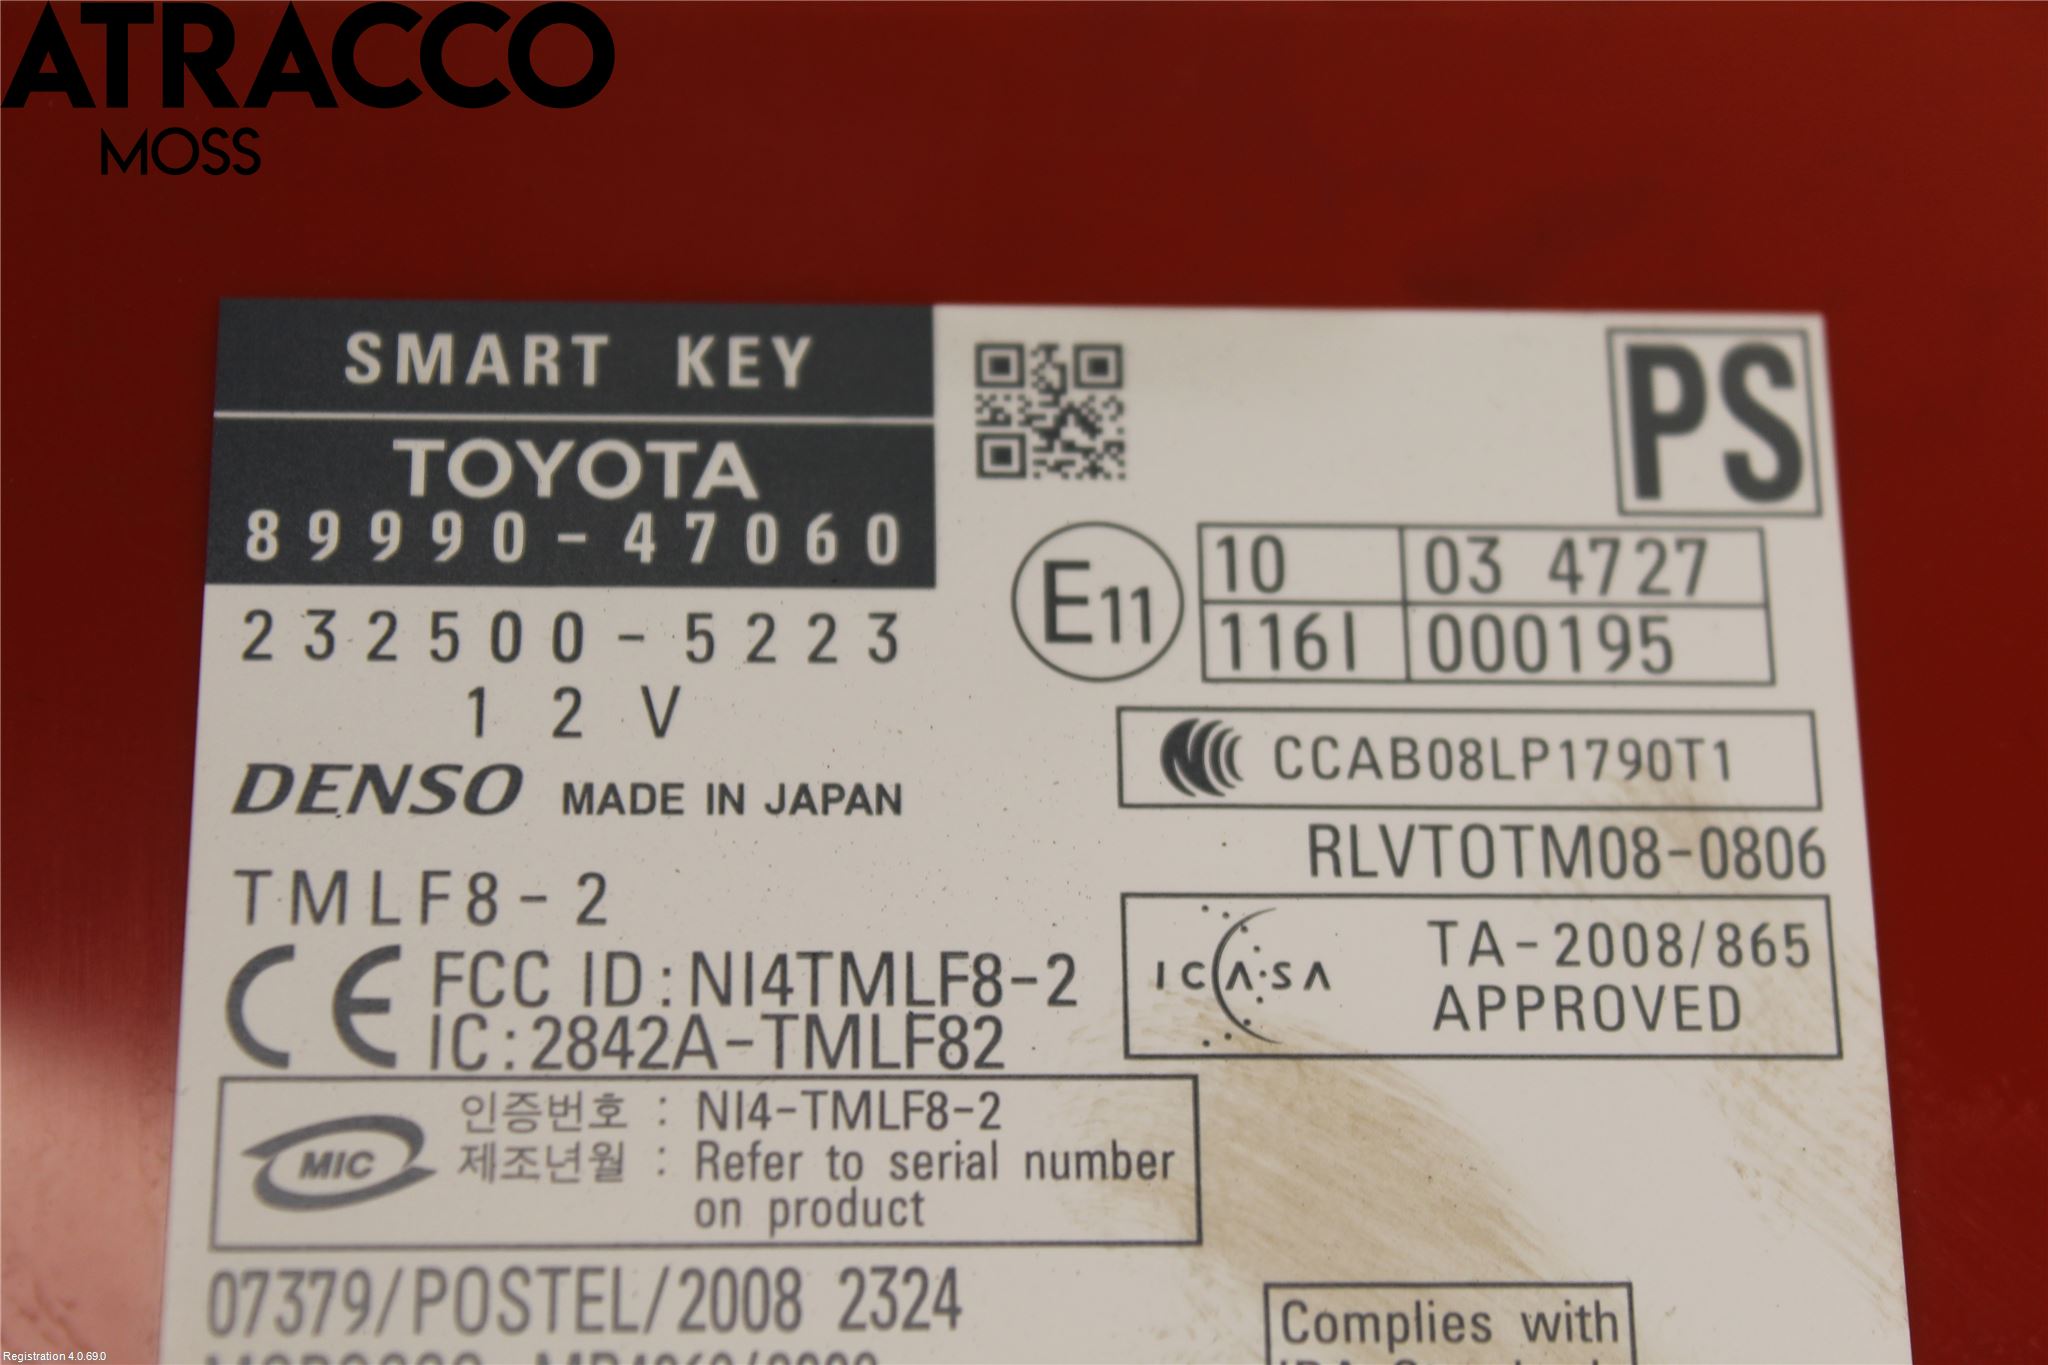 ATRACCO
MOSS
SMART KEY
TOYOTA
89990-47060
232500-5223
12V
DENSO MADE IN JAPAN
TMLF8-2
CE FCC ID:NI4TMLF8-2
IC:2842A-TMLF82
MIC
인증번호 : NI4-TMLF8-2
제조년월 : Refer to serial number
on product
07379/POSTEL/2008 2324
PS
E11
10 03 4727
116I 000195
CCAB08LP1790T1
RLVTOTM08-0806
ICASA
TA-2008/865
APPROVED
Complies with
Registration 4.0.69.0